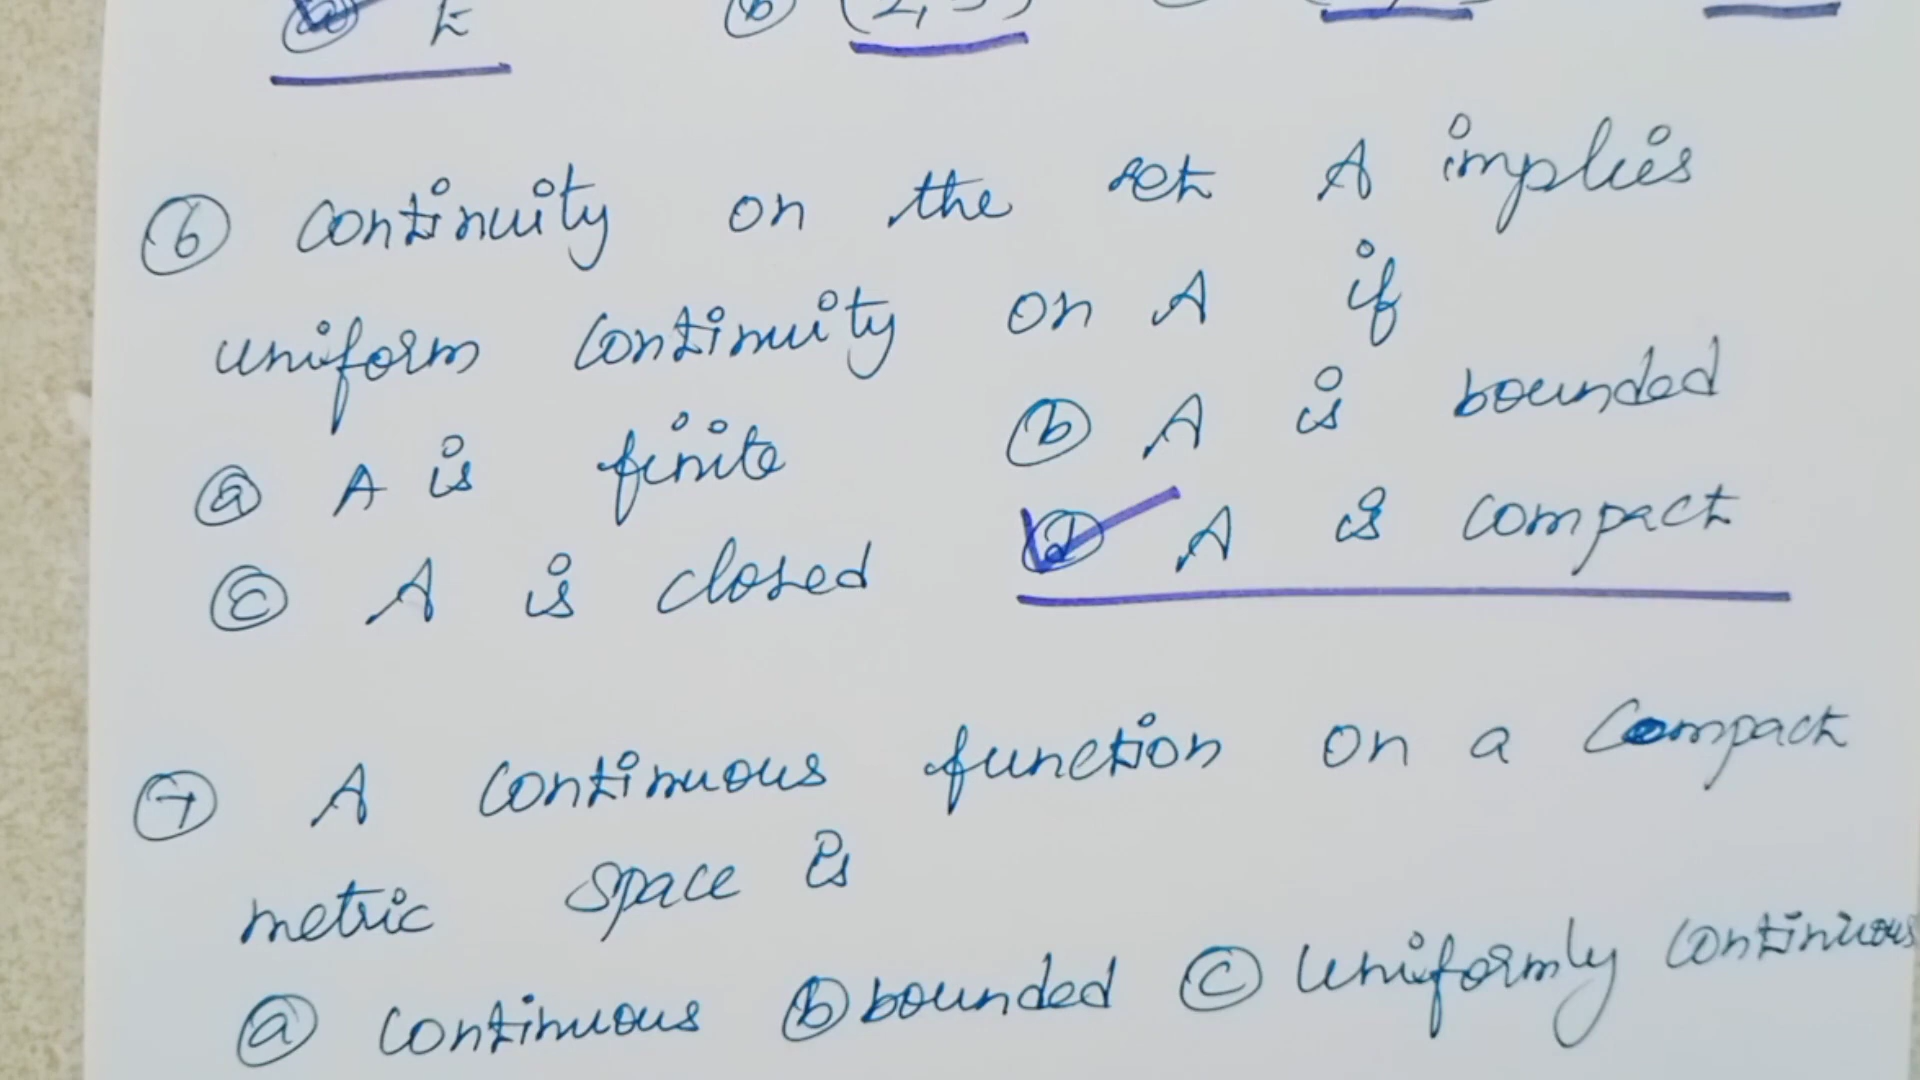 ⑥ continuity on the set A implies
uniform continuity on A if
ⓐ A is finite ⓑ A is bounded
ⓒ A is closed ⓓ A is compact
⑦ A continuous function on a Compact
metric space is
ⓐ continuous ⓑ bounded ⓒ uniformly continuous